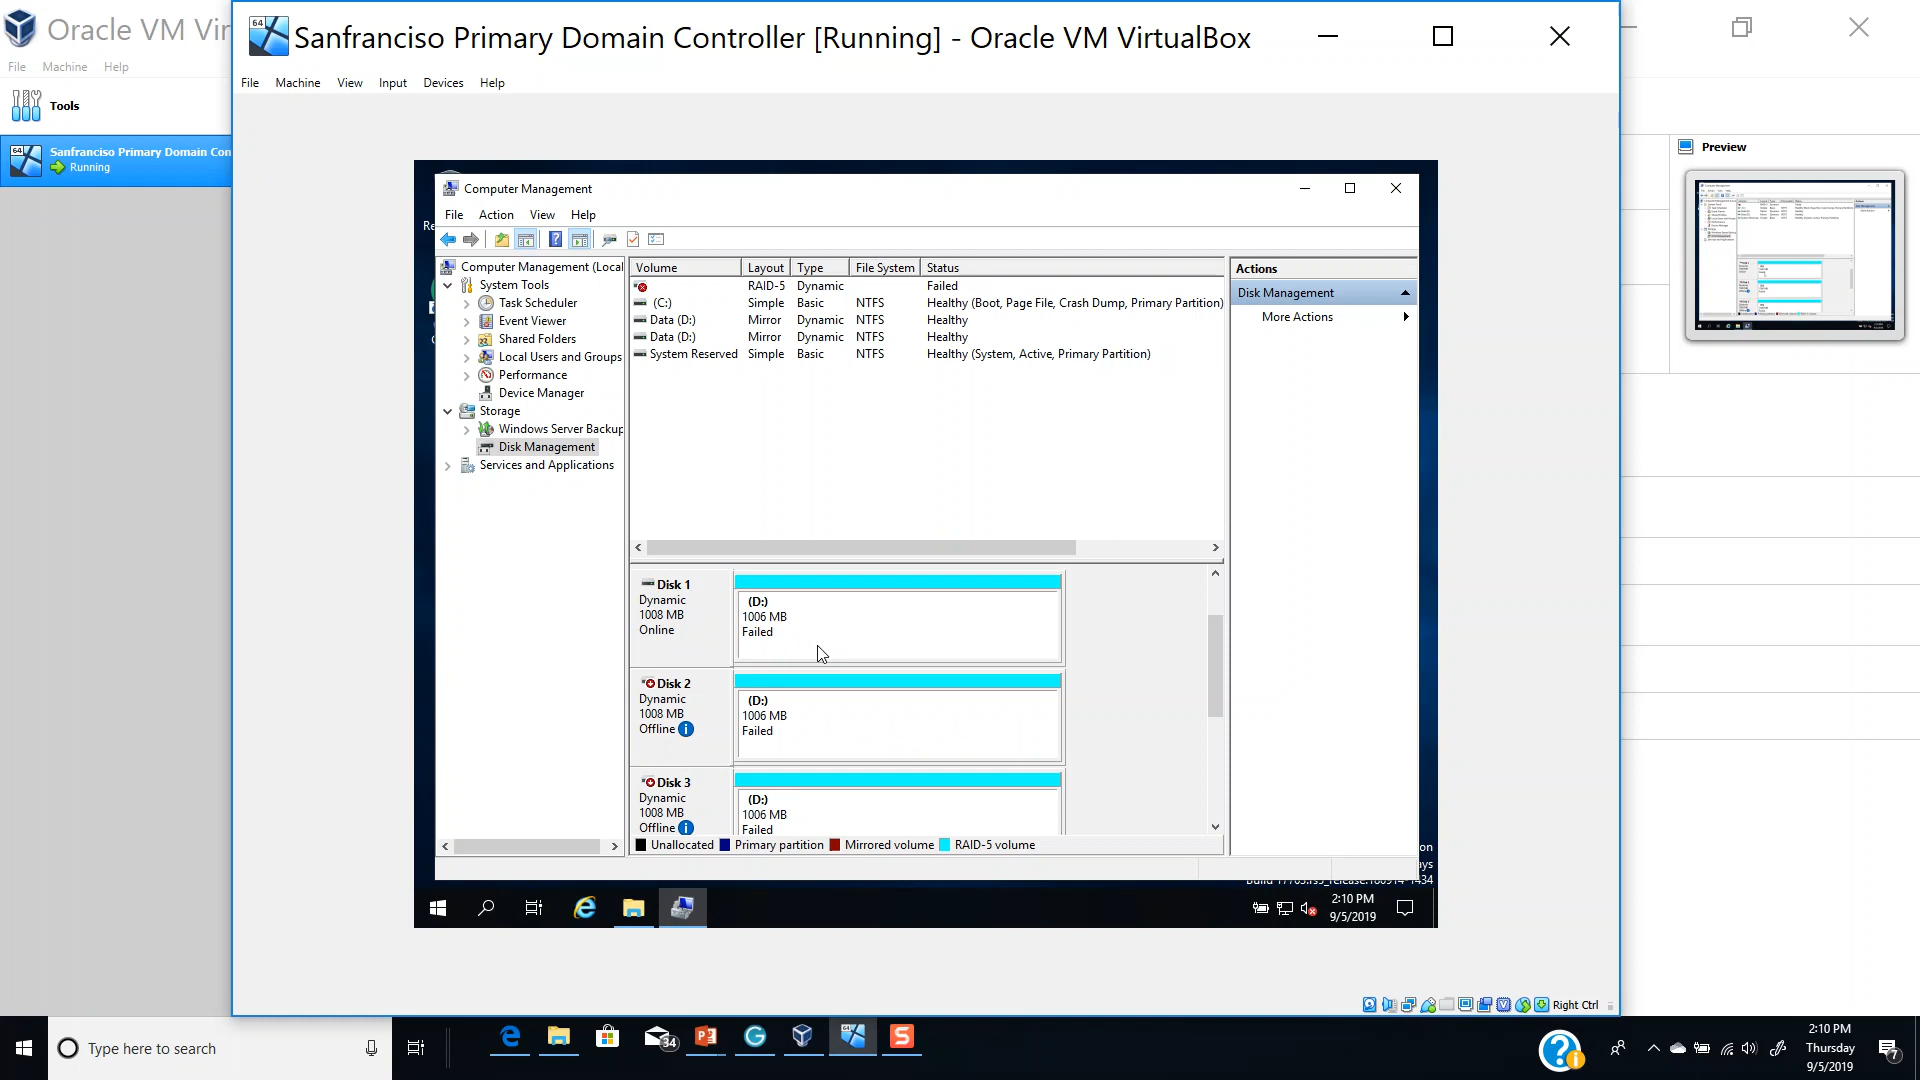 Oracle VM Vir
File Machine Help
Tools
Sanfranciso Primary Domain Con
Running
64 Sanfranciso Primary Domain Controller [Running] - Oracle VM VirtualBox
File Machine View Input Devices Help
Preview
Computer Management
File Action View Help
Computer Management (Local
System Tools
Task Scheduler
Event Viewer
Shared Folders
Local Users and Groups
Performance
Device Manager
Storage
Windows Server Backup
Disk Management
Services and Applications
Volume Layout Type File System Status
RAID-5 Dynamic Failed
(C:) Simple Basic NTFS Healthy (Boot, Page File, Crash Dump, Primary Partition)
Data (D:) Mirror Dynamic NTFS Healthy
Data (D:) Mirror Dynamic NTFS Healthy
System Reserved Simple Basic NTFS Healthy (System, Active, Primary Partition)
Actions
Disk Management
More Actions
Disk 1
Dynamic
1008 MB
Online
(D:)
1006 MB
Failed
Disk 2
Dynamic
1008 MB
Offline
(D:)
1006 MB
Failed
Disk 3
Dynamic
1008 MB
Offline
(D:)
1006 MB
Failed
Unallocated Primary partition Mirrored volume RAID-5 volume
2:10 PM
9/5/2019
Right Ctrl
Type here to search
34
2:10 PM
Thursday
9/5/2019
7